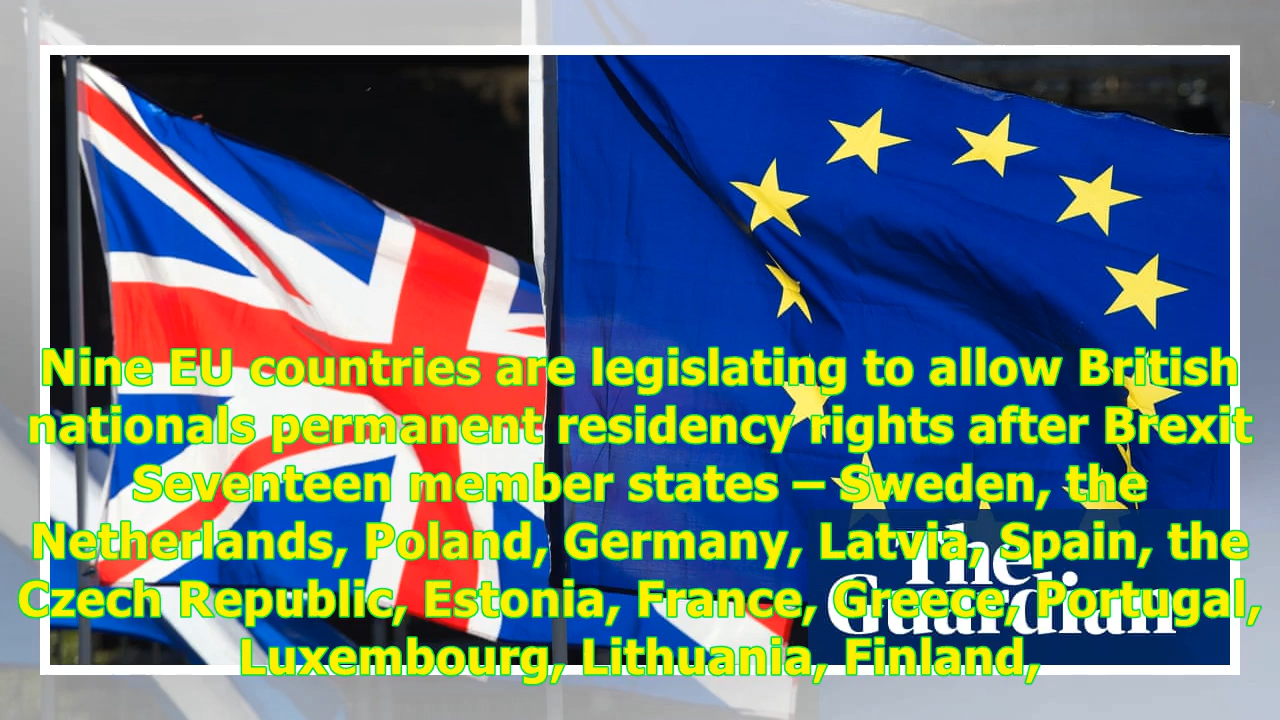 Nine EU countries are legislating to allow British
nationals permanent residency rights after Brexit
Seventeen member states – Sweden, the
Netherlands, Poland, Germany, Latvia, Spain, the
Czech Republic, Estonia, France, Greece, Portugal,
Luxembourg, Lithuania, Finland,
The
Guardian